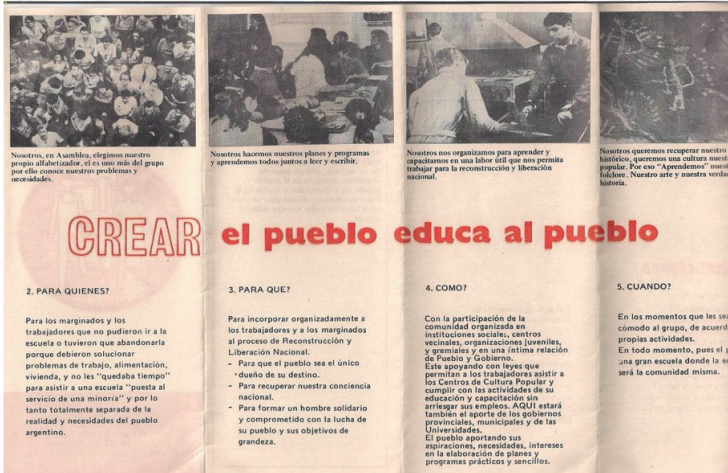 Nosotros, en Asamblea, elegimos nuestro
propio alfabetizador, el es uno más del grupo
por ello conoce nuestros problemas y
necesidades.
Nosotros hacemos nuestros planes y programas
y aprendemos todos juntos a leer y escribir.
Nosotros nos organizamos para aprender y
capacitarnos en una labor útil que nos permita
trabajar para la reconstrucción y liberación
nacional.
Nosotros queremos recuperar nuestro
histórico, queremos una cultura
popular. Por eso "Aprendemos"
folclore. Nuestro arte y nuestra
historia.
CREAR el pueblo educa al pueblo
2. PARA QUIENES?
Para los marginados y los
trabajadores que no pudieron ir a la
escuela o tuvieron que abandonarla
porque debieron solucionar
problemas de trabajo, alimentación,
vivienda, y no les "quedaba tiempo"
para asistir a una escuela "puesta al
servicio de una minoría" y por lo
tanto totalmente separada de la
realidad y necesidades del pueblo
argentino.
3. PARA QUE?
Para incorporar organizadamente a
los trabajadores y a los marginados
al proceso de Reconstrucción y
Liberación Nacional.
- Para que el pueblo sea el único
dueño de su destino.
- Para recuperar nuestra conciencia
nacional.
- Para formar un hombre solidario
y comprometido con la lucha de
su pueblo y sus objetivos de
grandeza.
4. COMO?
Con la participación de la
comunidad organizada en
instituciones sociales, centros
vecinales, organizaciones juveniles,
y gremiales y en una íntima relación
de Pueblo y Gobierno.
Este apoyando con leyes que
permitan a los trabajadores asistir a
los Centros de Cultura Popular y
cumplir con las actividades de su
educación y capacitación sin
arriesgar sus empleos. AQUI estará
también el aporte de los gobiernos
provinciales, municipales y de las
Universidades.
El pueblo aportando sus
aspiraciones, necesidades, intereses
en la elaboración de planes y
programas prácticos y sencillos.
5. CUANDO?
En los momentos que les
cómodo al grupo, de
propias actividades.
En todo momento, pues el
una gran escuela donde la
será la comunidad misma.